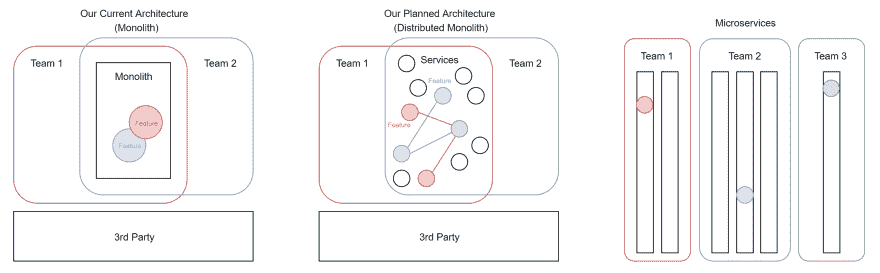 Our Current Architecture
(Monolith)
Team 1
Team 2
Monolith
Feature
Feature
3rd Party
Our Planned Architecture
(Distributed Monolith)
Team 1
Services
Team 2
Feature
Feature
3rd Party
Microservices
Team 1
Team 2
Team 3